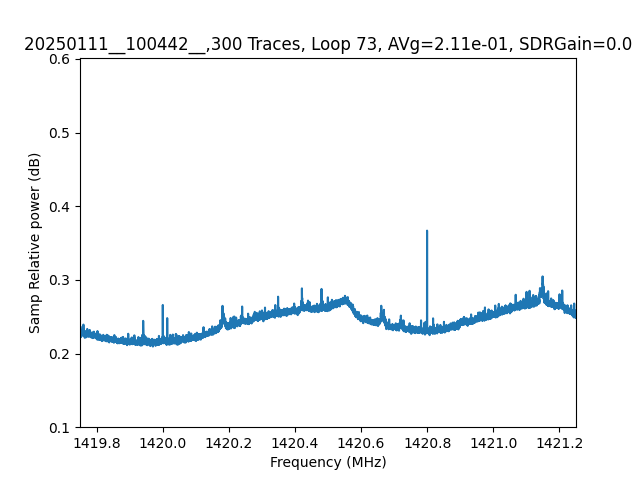 20250111__100442__,300 Traces, Loop 73, AVg=2.11e-01, SDRGain=0.0
0.6
0.5
0.4
0.3
0.2
0.1
Samp Relative power (dB)
1419.8 1420.0 1420.2 1420.4 1420.6 1420.8 1421.0 1421.2
Frequency (MHz)